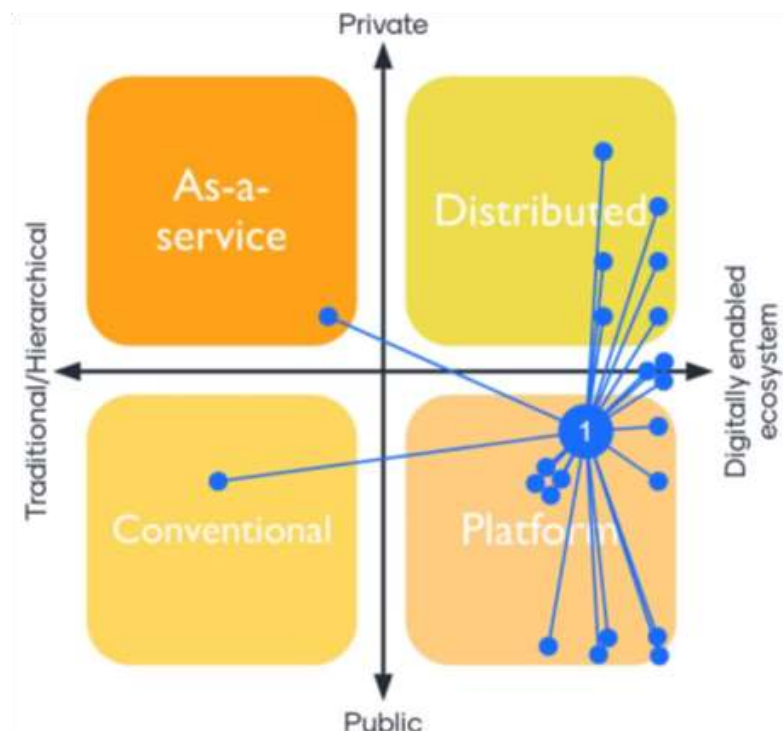 Private
As-a-
service
Distributed
Traditional/Hierarchical
Digitally enabled
ecosystem
1
Conventional
Platform
Public